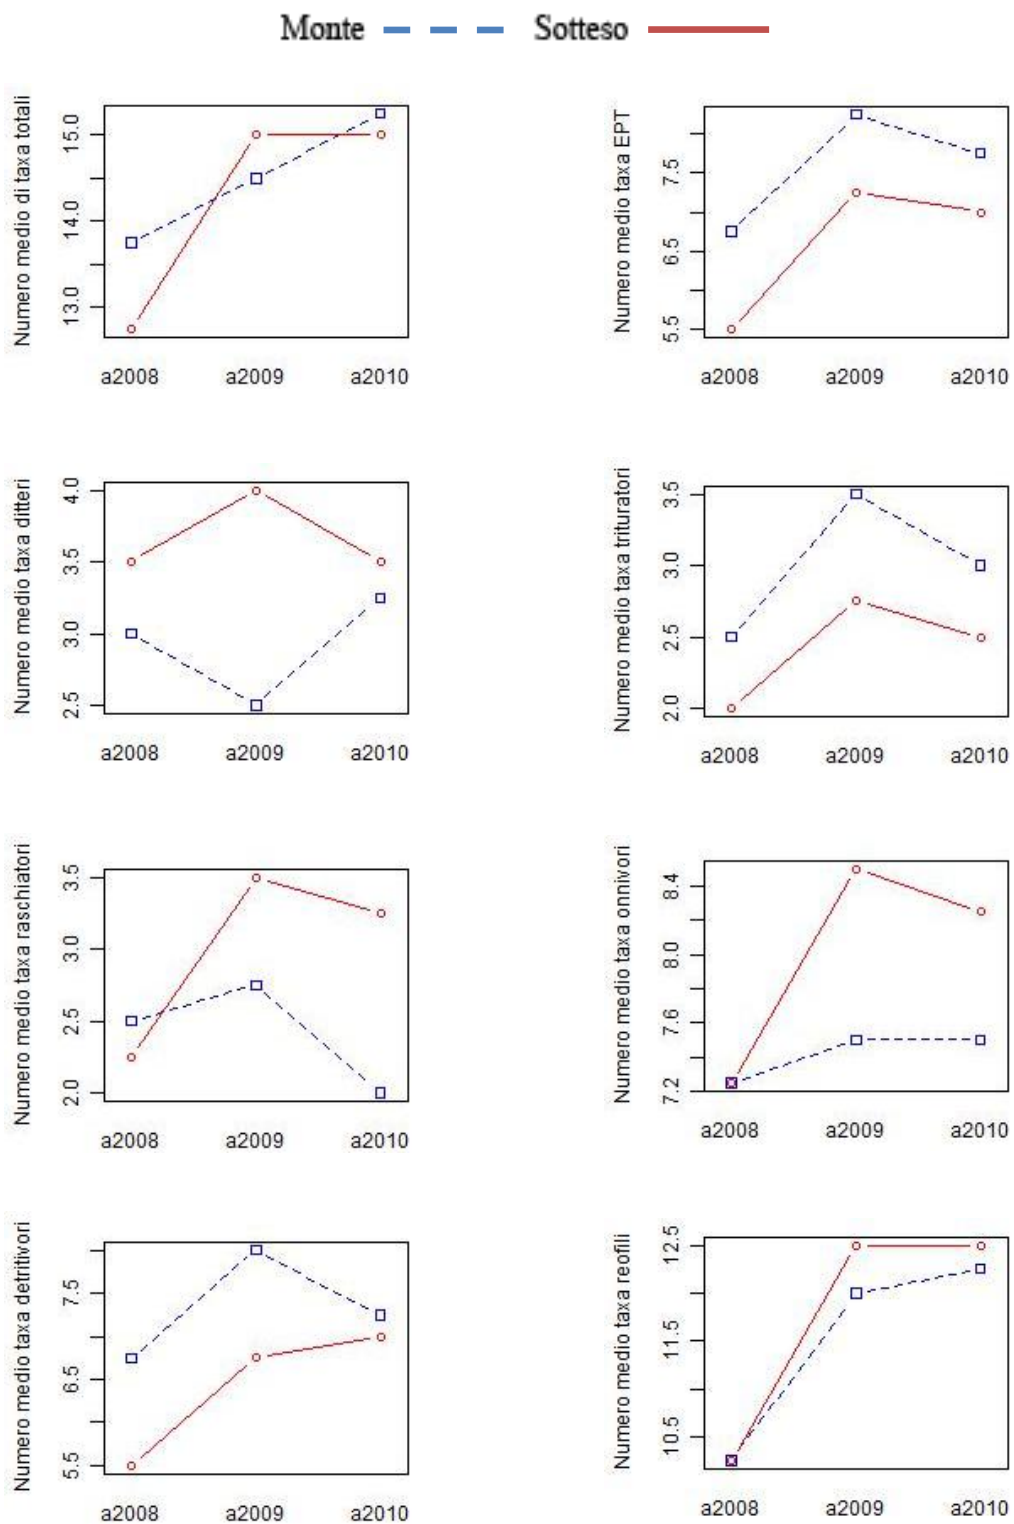 Monte Sotteso
Numero medio di taxa totali
15.0
14.0
13.0
a2008 a2009 a2010
Numero medio taxa EPT
7.5
6.5
5.5
a2008 a2009 a2010
Numero medio taxa ditteri
4.0
3.5
3.0
2.5
a2008 a2009 a2010
Numero medio taxa trituratori
3.5
3.0
2.5
2.0
a2008 a2009 a2010
Numero medio taxa raschiatori
3.5
3.0
2.5
2.0
a2008 a2009 a2010
Numero medio taxa onnivori
8.4
8.0
7.6
7.2
a2008 a2009 a2010
Numero medio taxa detritivori
7.5
6.5
5.5
a2008 a2009 a2010
Numero medio taxa reofili
12.5
11.5
10.5
a2008 a2009 a2010